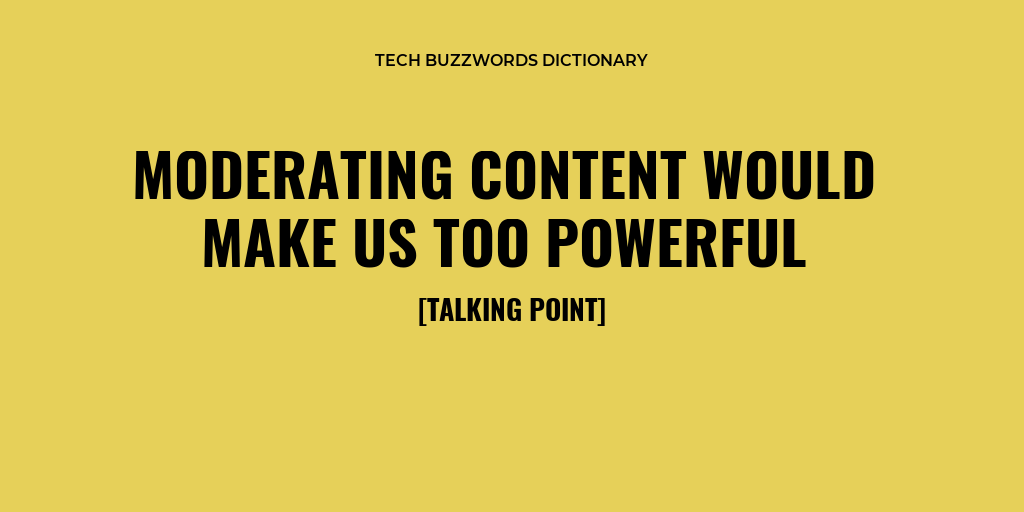 TECH BUZZWORDS DICTIONARY
MODERATING CONTENT WOULD
MAKE US TOO POWERFUL
[TALKING POINT]